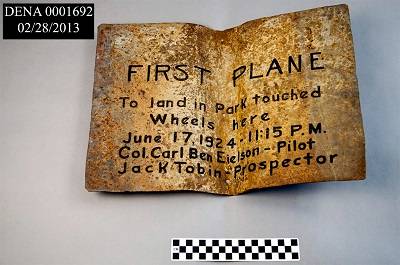 DENA 0001692
02/28/2013
FIRST PLANE
To land in Park touched
Wheels here
June 17, 1924 - 11:15 P.M.
Col. Carl Ben Eielson - Pilot
Jack Tobin - Prospector